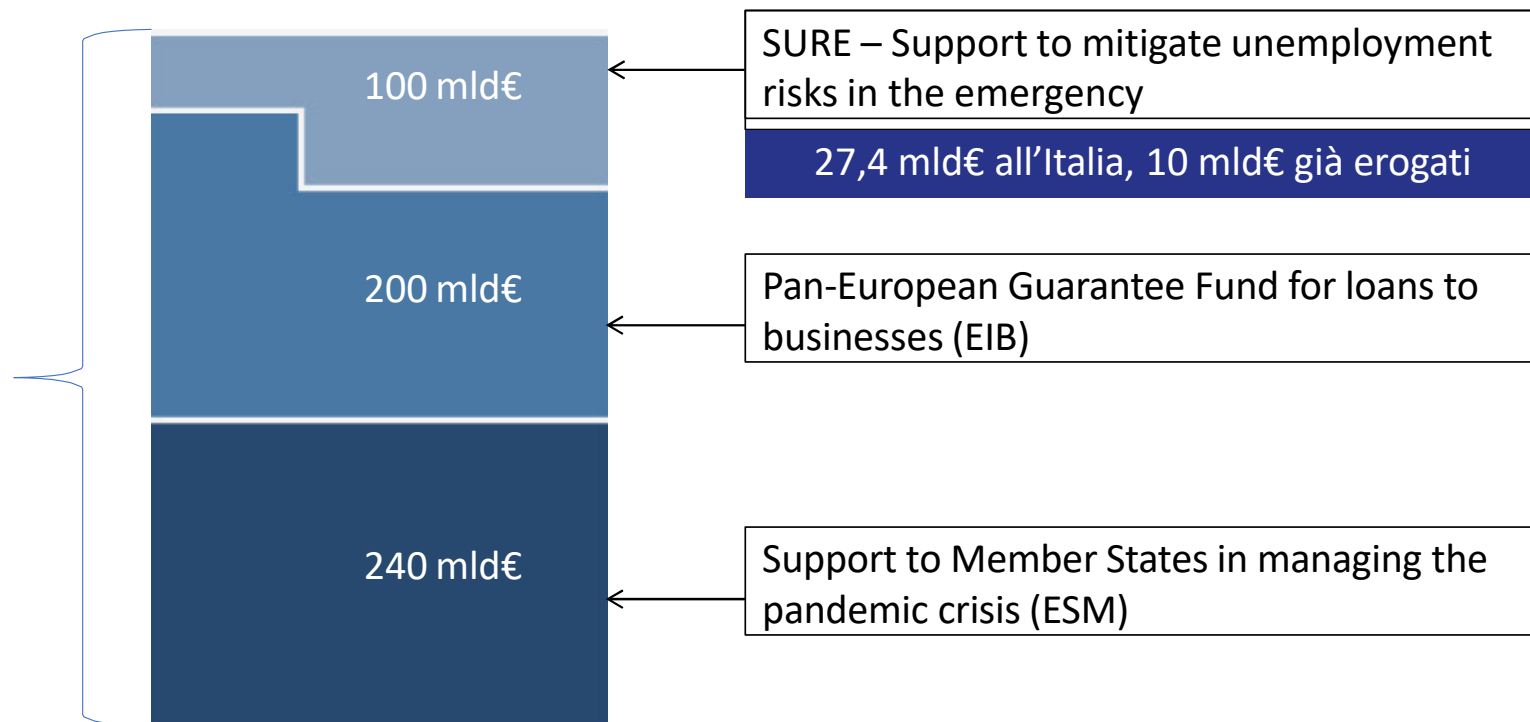 100 mld€
SURE – Support to mitigate unemployment
risks in the emergency
27,4 mld€ all’Italia, 10 mld€ già erogati
200 mld€
Pan-European Guarantee Fund for loans to
businesses (EIB)
240 mld€
Support to Member States in managing the
pandemic crisis (ESM)